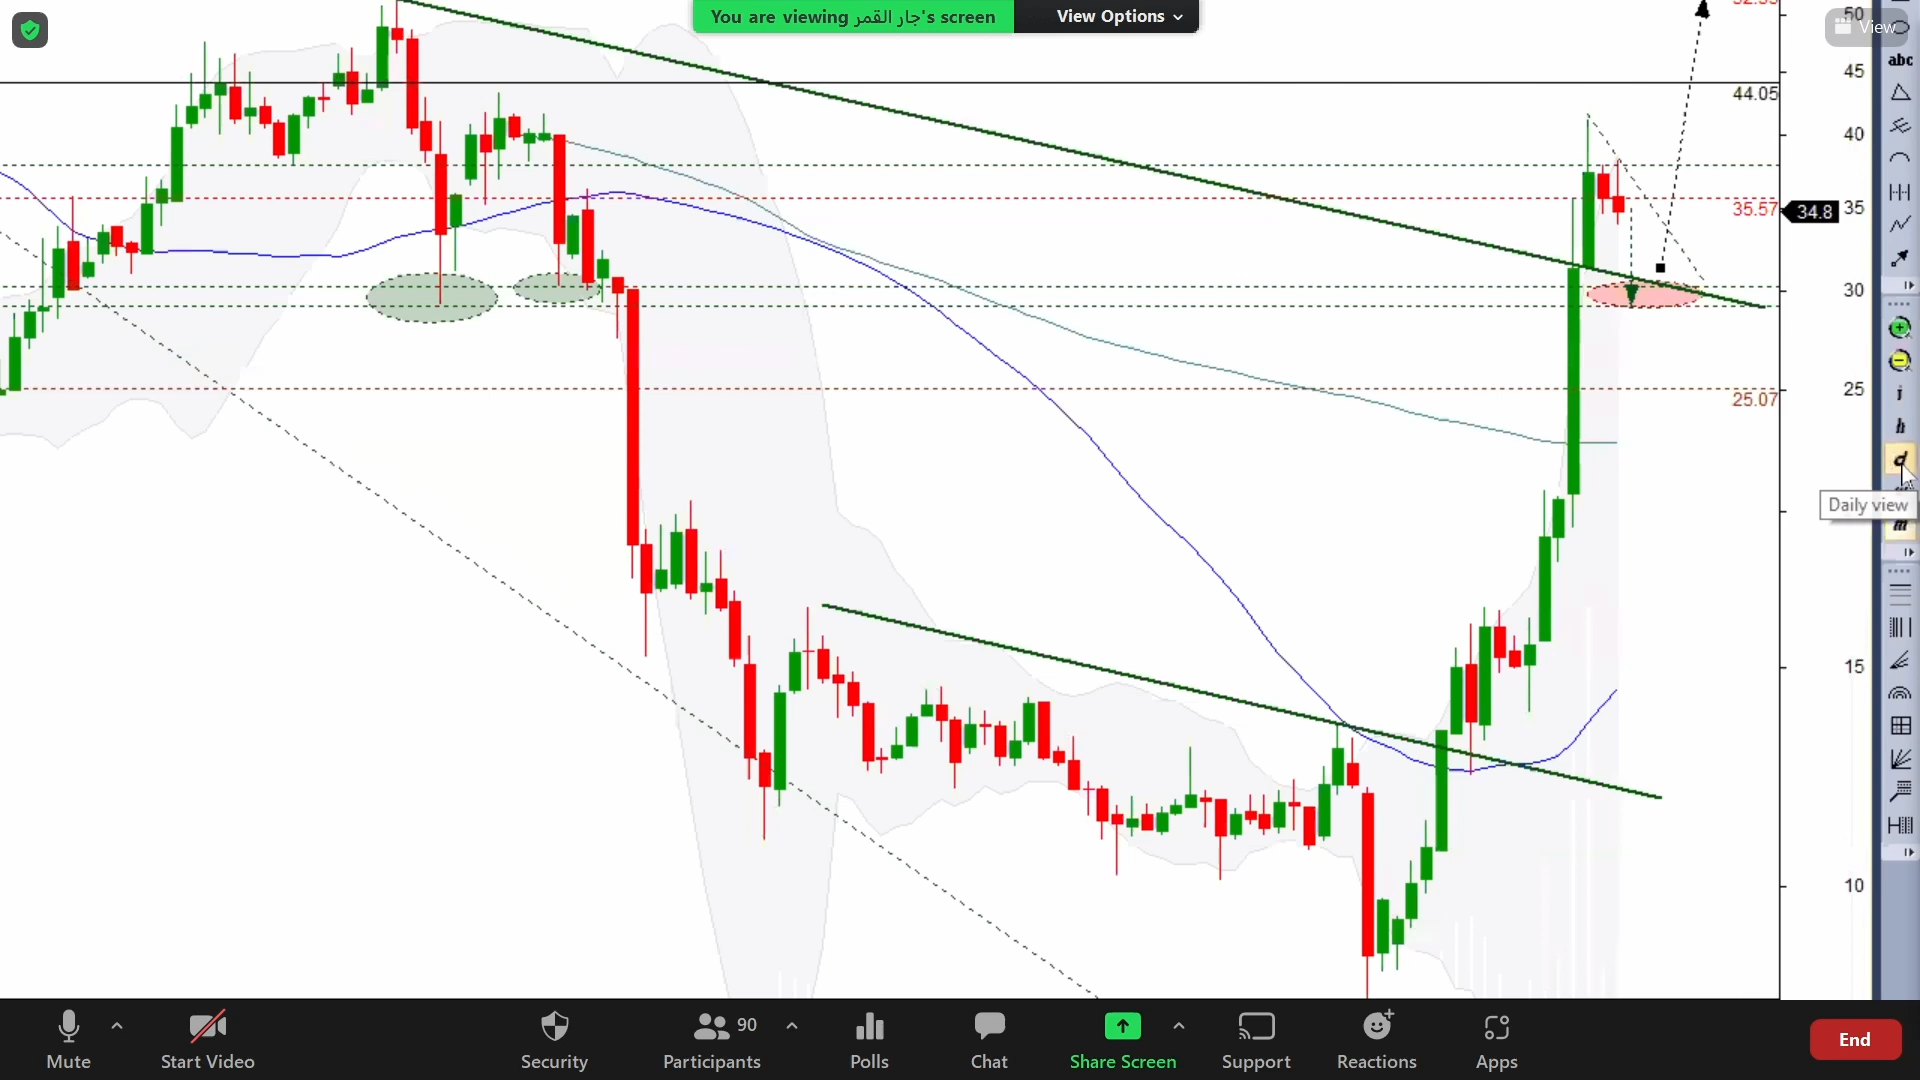 You are viewing جار القمر's screen
View Options
View
50
abc
45
44.05
40
35.57
35
34.8
30
25
25.07
i
h
d
Daily view
m
15
10
Mute
Start Video
Security
Participants
90
Polls
Chat
Share Screen
Support
Reactions
Apps
End